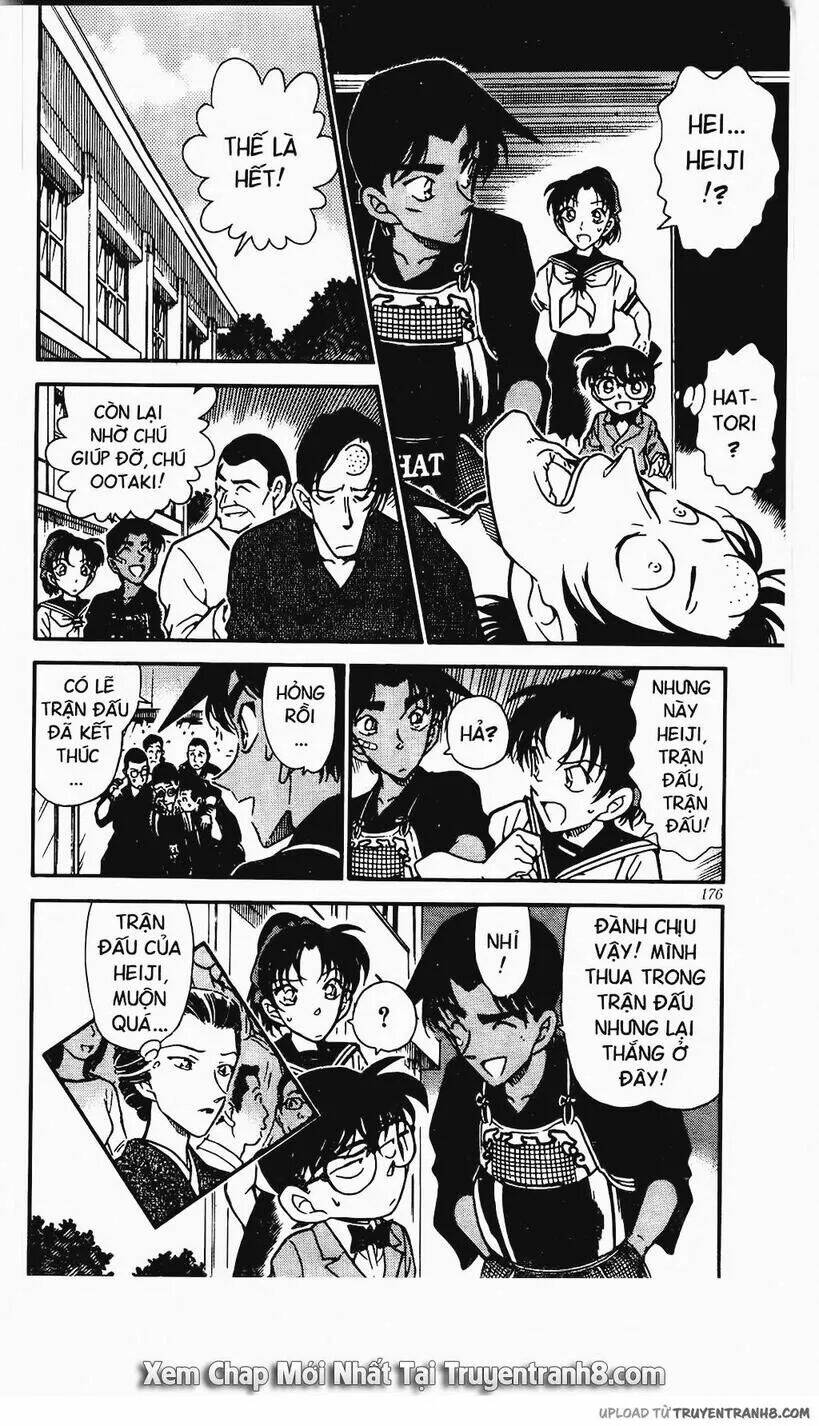 HEI...
HEIJI
!?
HAT-
TORI
?
HAT
THẾ LÀ
HẾT!
CÒN LẠI
NHỜ CHÚ
GIÚP ĐỠ, CHÚ
OOTAKI!
NHƯNG
NÀY
HEIJI,
TRẬN
ĐẤU,
TRẬN
ĐẤU!
HẢ?
HỎNG
RỒI
...
CÓ LẼ
TRẬN ĐẤU
ĐÃ KẾT
THÚC
...
176
ĐÀNH CHỊU
VẬY! MÌNH
THUA TRONG
TRẬN ĐẤU
NHƯNG LẠI
THẮNG Ở
ĐÂY!
NHỈ
!
?
TRẬN
ĐẤU CỦA
HEIJI,
MUỘN
QUÁ...
Xem Chap Mới Nhất Tại Truyentranh8.com
UPLOAD TỪ TRUYENTRANH8.COM